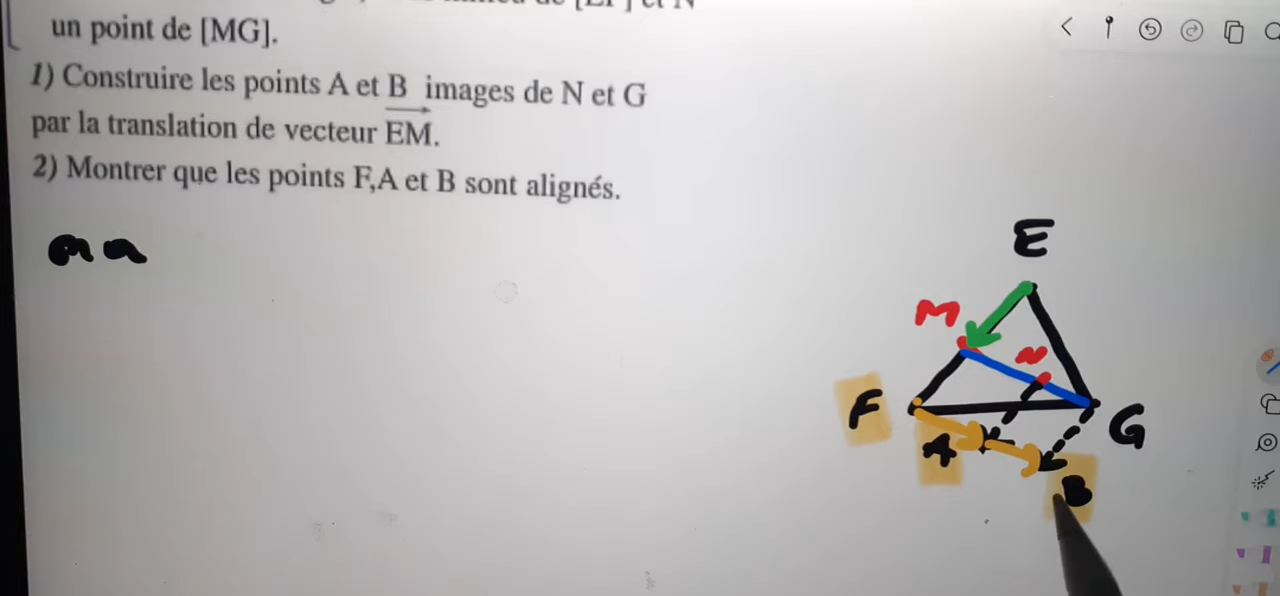 un point de [MG].
1) Construire les points A et B images de N et G
par la translation de vecteur EM.
2) Montrer que les points F,A et B sont alignés.
E
M
N
F
A
G
B